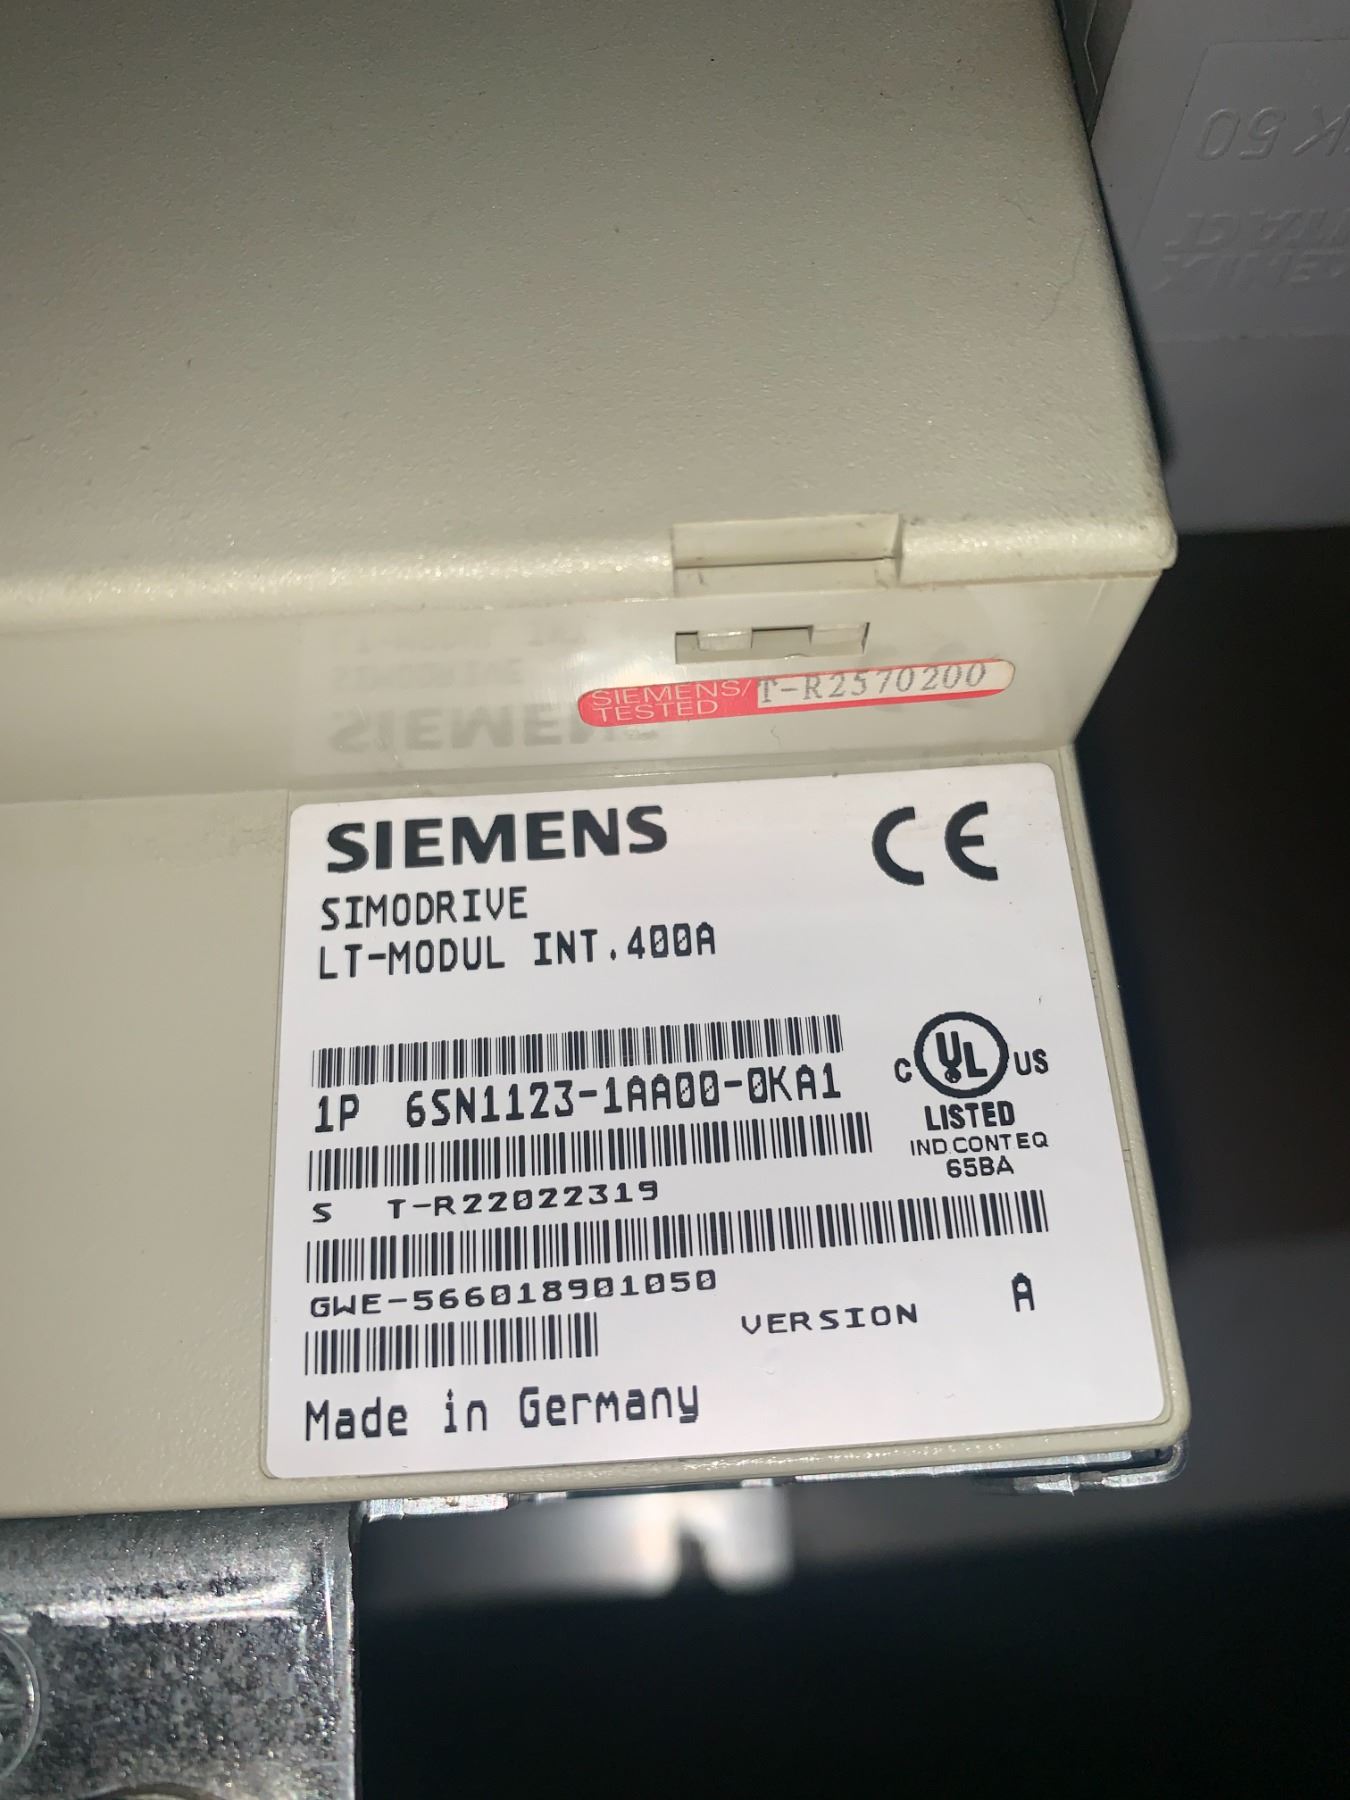 K 50
SIEMENS/ T-R2570200
TESTED
SIEMENS CE
SIMODRIVE
LT-MODUL INT.400A
1P 6SN1123-1AA00-0KA1
C UL US
LISTED
IND.CONT EQ
65BA
S T-R22022319
GWE-566018901050
VERSION A
Made in Germany